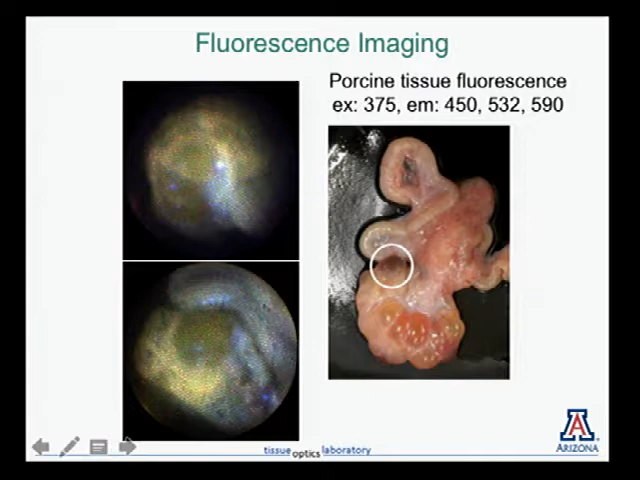 Fluorescence Imaging
Porcine tissue fluorescence
ex: 375, em: 450, 532, 590
tissue optics laboratory
A
ARIZONA